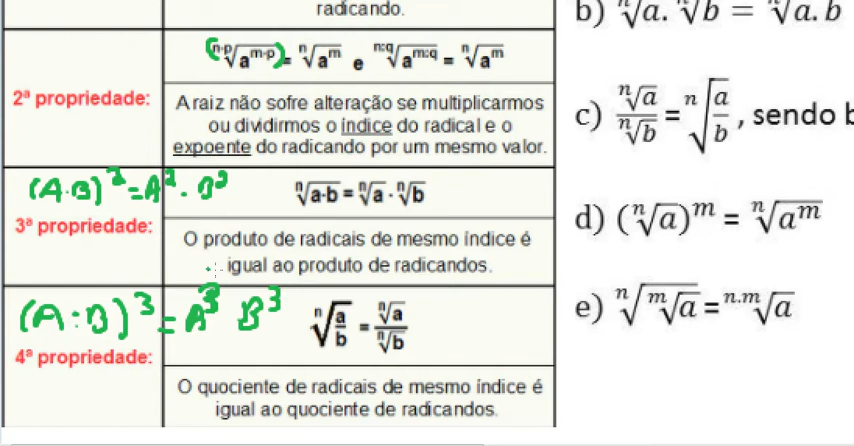 radicando.
2ª propriedade:
(ⁿ·ᵖ√aᵐ·ᵖ) = ⁿ√aᵐ e ⁿ:q√aᵐ:q = ⁿ√aᵐ
A raiz não sofre alteração se multiplicarmos
ou dividirmos o índice do radical e o
expoente do radicando por um mesmo valor.
(A·B)²=A²·B²
3ª propriedade:
ⁿ√a·b = ⁿ√a · ⁿ√b
O produto de radicais de mesmo índice é
igual ao produto de radicandos.
(A:B)³=A³ B³
4ª propriedade:
ⁿ√(a/b) = ⁿ√a/ⁿ√b
O quociente de radicais de mesmo índice é
igual ao quociente de radicandos.
b) ⁿ√a. ⁿ√b = ⁿ√a.b
c) ⁿ√a/ⁿ√b = ⁿ√(a/b) , sendo b
d) (ⁿ√a)ᵐ = ⁿ√aᵐ
e) ⁿ√ᵐ√a = ⁿ·ᵐ√a